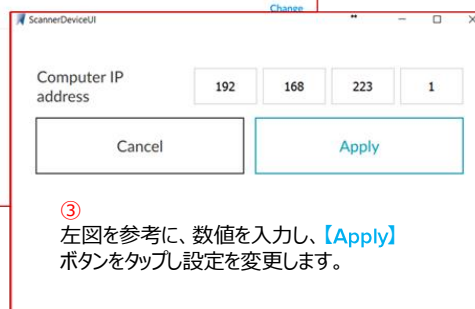 Change
ScannerDeviceUI
Computer IP
address
192 168 223 1
Cancel Apply
③
左図を参考に、数値を入力し、【Apply】
ボタンをタップし設定を変更します。